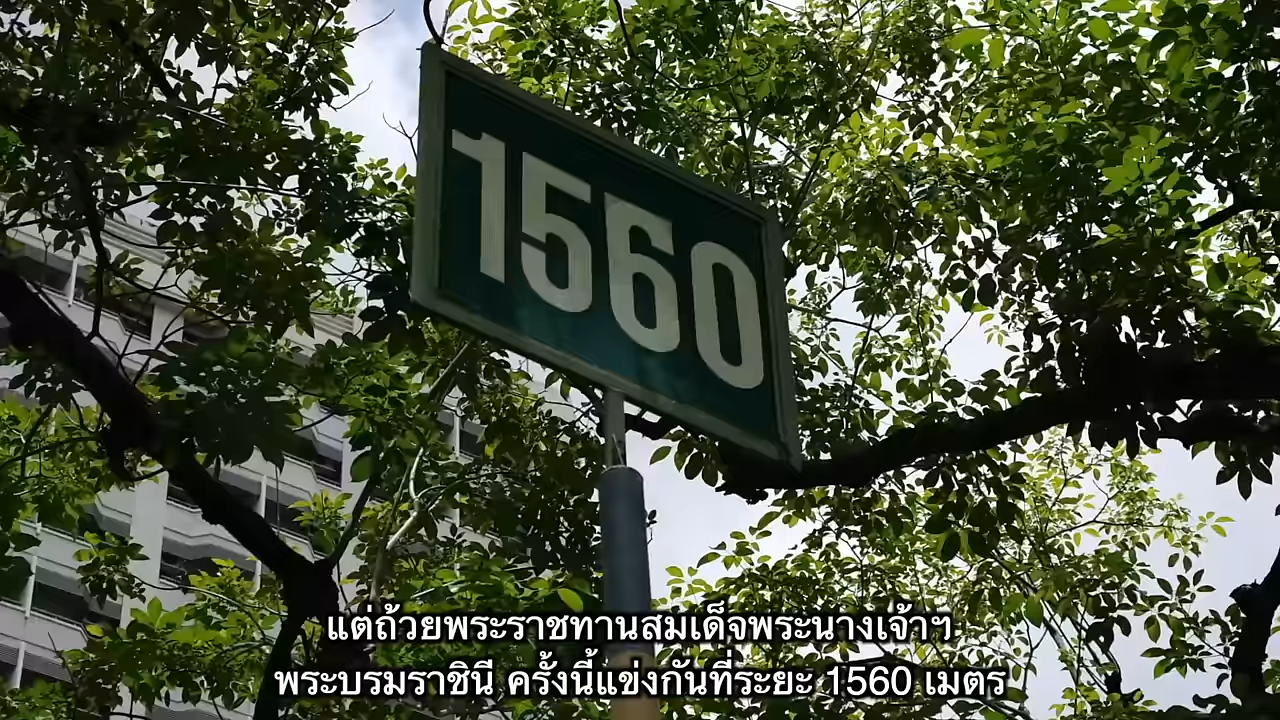 1560
แต่ถ้วยพระราชทานสมเด็จพระนางเจ้าฯ
พระบรมราชินี ครั้งนี้แข่งกันที่ระยะ 1560 เมตร